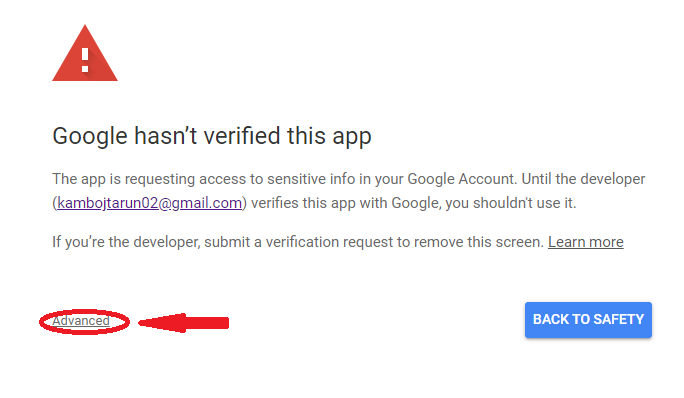 Google hasn’t verified this app
The app is requesting access to sensitive info in your Google Account. Until the developer
(kambojtarun02@gmail.com) verifies this app with Google, you shouldn't use it.
If you’re the developer, submit a verification request to remove this screen. Learn more
Advanced
BACK TO SAFETY